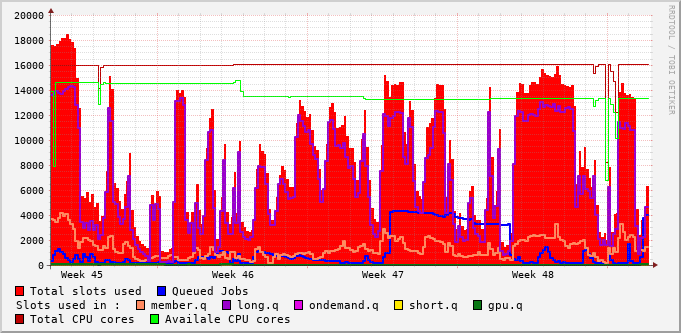 20000
18000
16000
14000
12000
10000
8000
6000
4000
2000
0
Week 45 Week 46 Week 47 Week 48
RRDTOOL / TOBI OETIKER
Total slots used Queued Jobs
Slots used in : member.q long.q ondemand.q short.q gpu.q
Total CPU cores Availale CPU cores